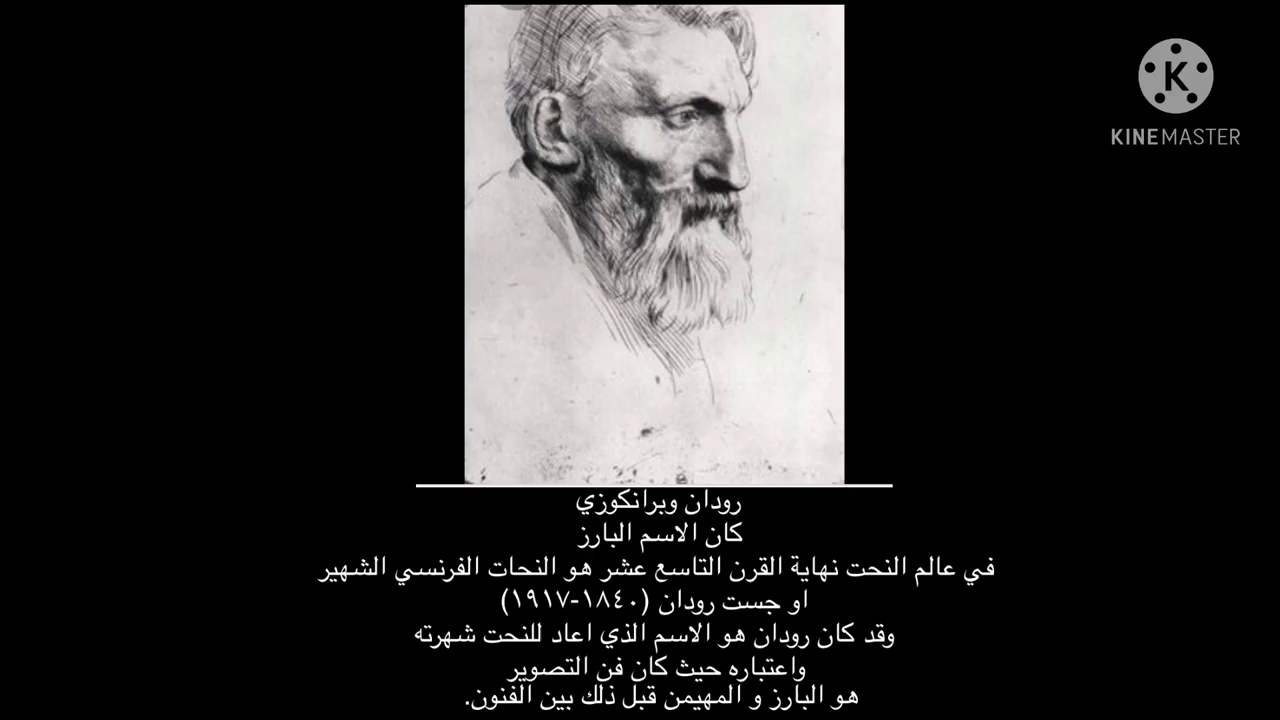 KINEMASTER
رودان وبرانكوزي
كان الاسم البارز
في عالم النحت نهاية القرن التاسع عشر هو النحات الفرنسي الشهير
او جست رودان (١٨٤٠-١٩١٧)
وقد كان رودان هو الاسم الذي اعاد للنحت شهرته
واعتباره حيث كان فن التصوير
هو البارز و المهيمن قبل ذلك بين الفنون.